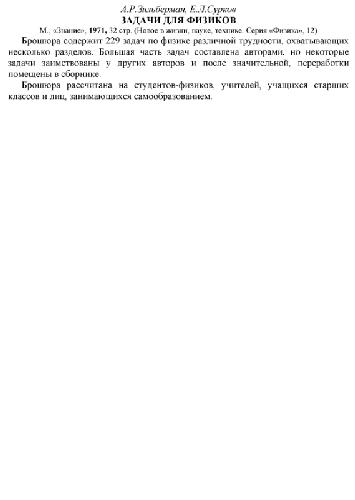 А.Р.Зильберман, Е.Л.Сурков
ЗАДАЧИ ДЛЯ ФИЗИКОВ
М.: «Знание», 1971, 32 стр. (Новое в жизни, науке, технике. Серия «Физика», 12)
Брошюра содержит 229 задач по физике различной трудности, охватывающих
несколько разделов. Большая часть задач составлена авторами, но некоторые
задачи заимствованы у других авторов и после значительной, переработки
помещены в сборнике.
Брошюра рассчитана на студентов-физиков, учителей, учащихся старших
классов и лиц, занимающихся самообразованием.